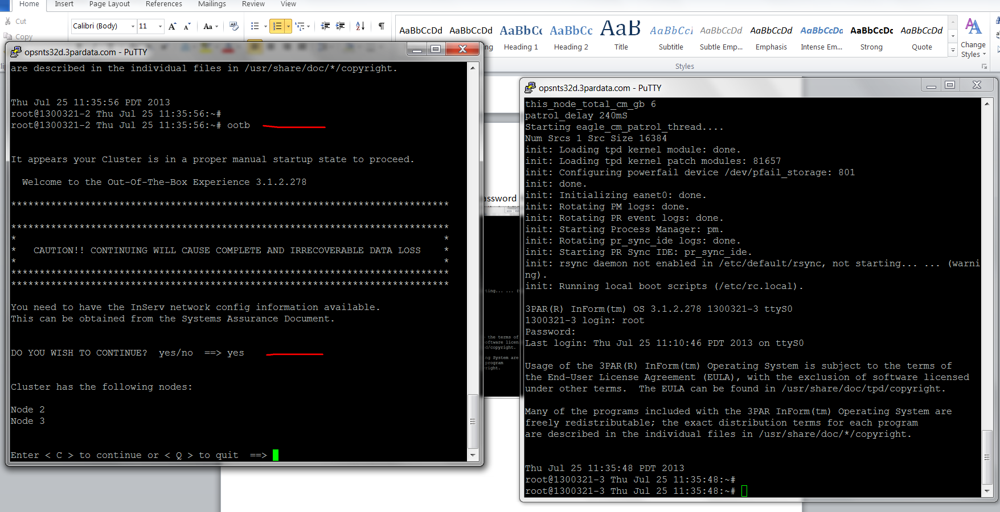 Home Insert Page Layout References Mailings Review View
Cut
Copy
Calibri (Body) 11 Aa
AaBbCcDd AaBbCcDd AaBbCc AaBbCc AaB AaBbCcI AaBbCcDd AaBbCcDd AaBbCcDd AaBbCcDc AaBbCcDd
Heading 1 Heading 2 Title Subtitle Subtle Emp... Emphasis Intense Em... Strong Quote
Change
Styles
Styles
opsnts32d.3pardata.com - PuTTY
are described in the individual files in /usr/share/doc/*/copyright.
Thu Jul 25 11:35:56 PDT 2013
root@1300321-2 Thu Jul 25 11:35:56:~#
root@1300321-2 Thu Jul 25 11:35:56:~# ootb
It appears your Cluster is in a proper manual startup state to proceed.
Welcome to the Out-Of-The-Box Experience 3.1.2.278
*****************************************************************************
*****************************************************************************
* *
* CAUTION!! CONTINUING WILL CAUSE COMPLETE AND IRRECOVERABLE DATA LOSS *
* *
*****************************************************************************
*****************************************************************************
You need to have the InServ network config information available.
This can be obtained from the Systems Assurance Document.
DO YOU WISH TO CONTINUE? yes/no ==> yes
Cluster has the following nodes:
Node 2
Node 3
Enter < C > to continue or < Q > to quit ==>
assword
opsnts32d.3pardata.com - PuTTY
this_node_total_cm_gb 6
patrol_delay 240mS
Starting eagle_cm_patrol_thread....
Num Srcs 1 Src Size 16384
init: Loading tpd kernel module: done.
init: Loading tpd kernel patch modules: 81657
init: Configuring powerfail device /dev/pfail_storage: 801
init: done.
init: Initializing eanet0: done.
init: Rotating PM logs: done.
init: Rotating PR event logs: done.
init: Starting Process Manager: pm.
init: Rotating pr_sync_ide logs: done.
init: Starting PR Sync IDE: pr_sync_ide.
init: rsync daemon not enabled in /etc/default/rsync, not starting... ... (warni
ng).
init: Running local boot scripts (/etc/rc.local).
3PAR(R) InForm(tm) OS 3.1.2.278 1300321-3 ttyS0
1300321-3 login: root
Password:
Last login: Thu Jul 25 11:10:46 PDT 2013 on ttyS0
Usage of the 3PAR(R) InForm(tm) Operating System is subject to the terms of
the End-User License Agreement (EULA), with the exclusion of software licensed
under other terms. The EULA can be found in /usr/share/doc/tpd/copyright.
Many of the programs included with the 3PAR InForm(tm) Operating System are
freely redistributable; the exact distribution terms for each program
are described in the individual files in /usr/share/doc/*/copyright.
Thu Jul 25 11:35:48 PDT 2013
root@1300321-3 Thu Jul 25 11:35:48:~#
root@1300321-3 Thu Jul 25 11:35:48:~#